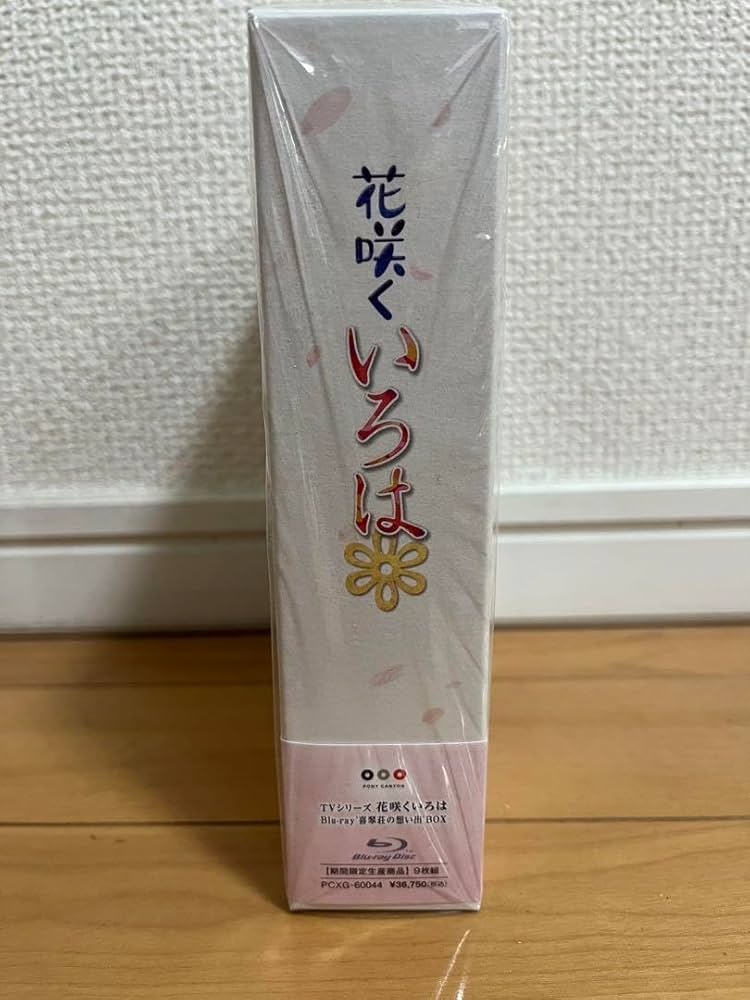 花咲く
いろは
PONY CANYON
TVシリーズ 花咲くいろは
Blu-ray"喜翆荘の想い出"BOX
Blu-ray Disc™
【期間限定生産商品】9枚組
PCXG-60044 ¥36,750(税込)